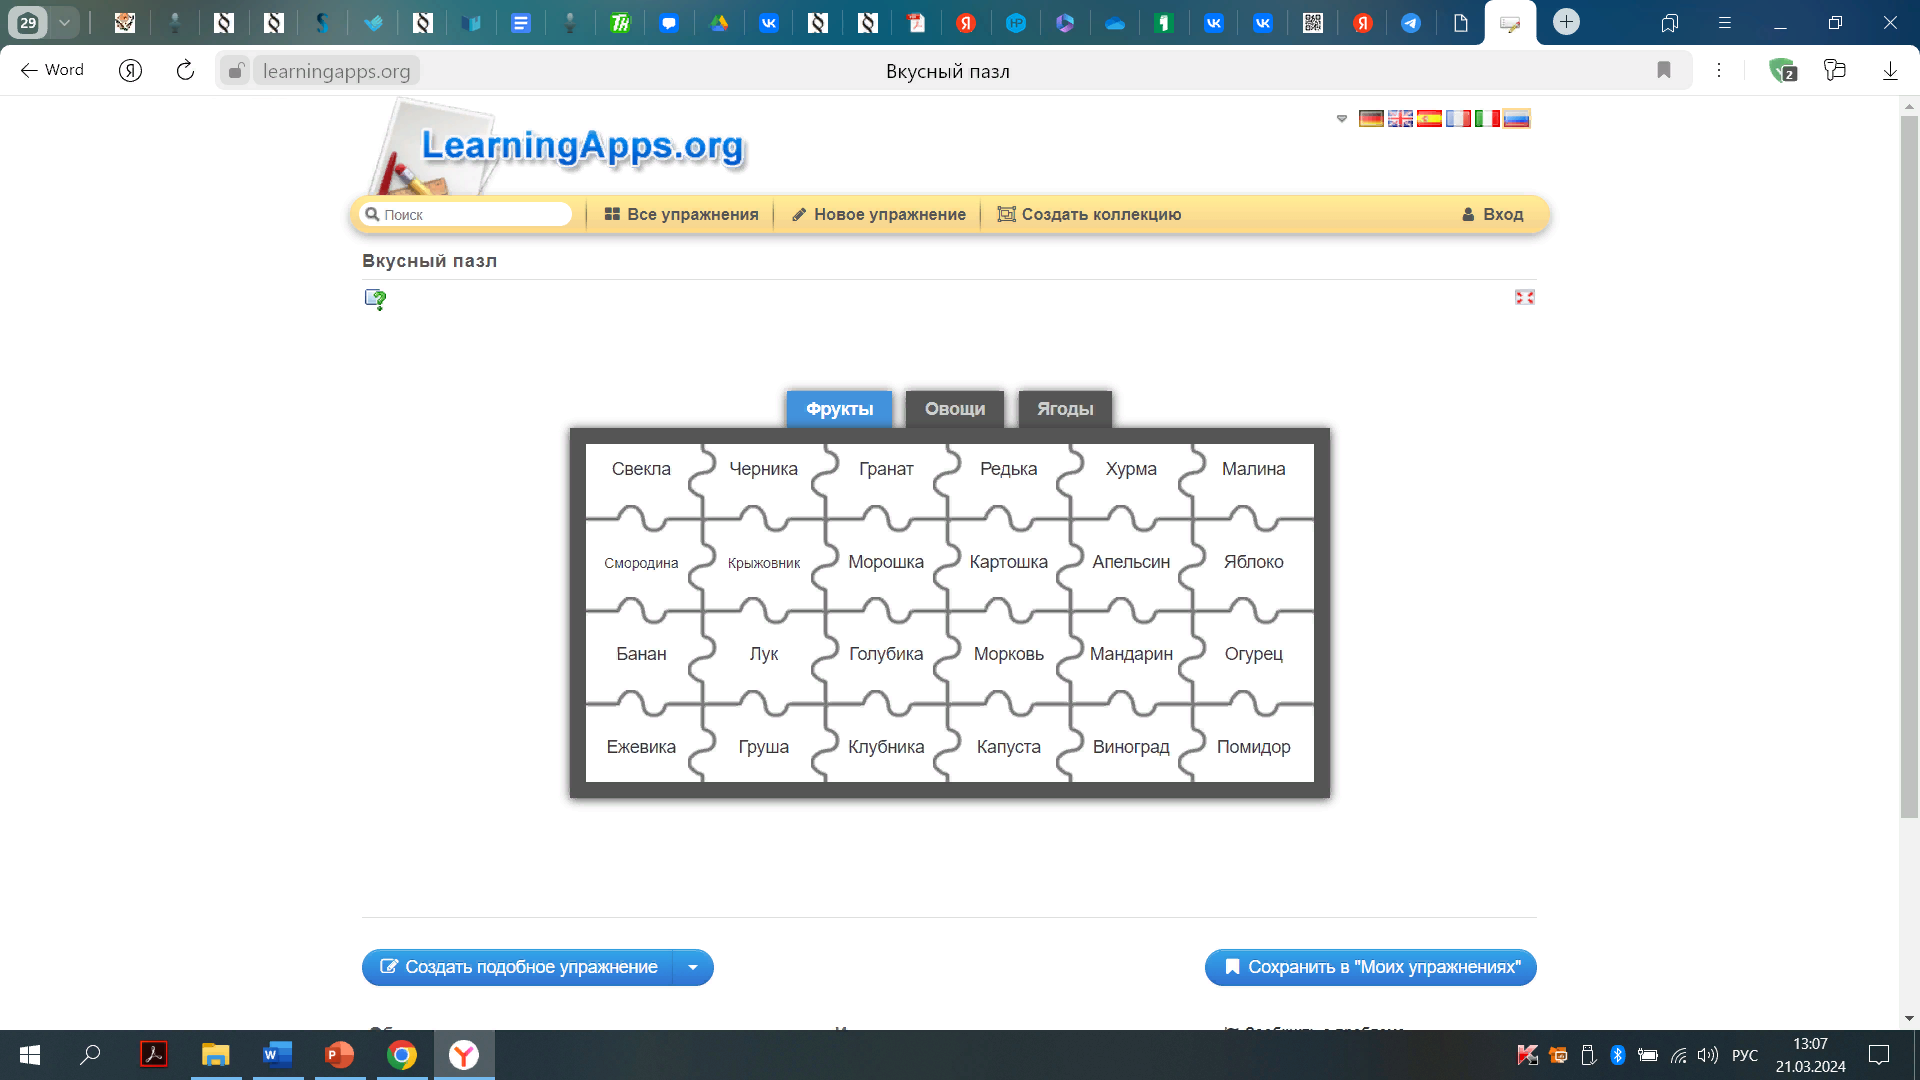 29
Word
learningapps.org
Вкусный пазл
2
LearningApps.org
Поиск
Все упражнения
Новое упражнение
Создать коллекцию
Вход
Вкусный пазл
Фрукты Овощи Ягоды
Свекла Черника Гранат Редька Хурма Малина
Смородина Крыжовник Морошка Картошка Апельсин Яблоко
Банан Лук Голубика Морковь Мандарин Огурец
Ежевика Груша Клубника Капуста Виноград Помидор
Создать подобное упражнение
Сохранить в "Моих упражнениях"
РУС
13:07
21.03.2024